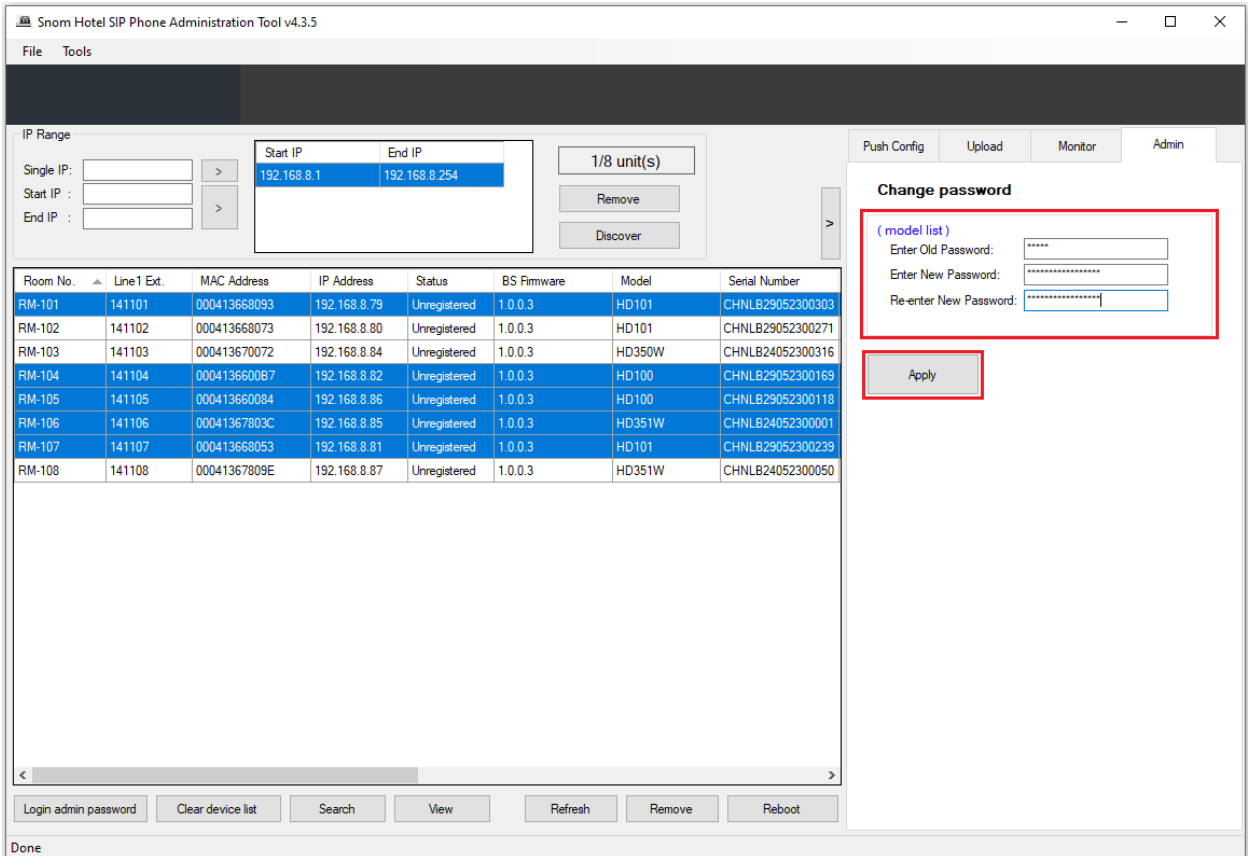 Snom Hotel SIP Phone Administration Tool v4.3.5
File Tools
IP Range
Single IP: >
Start IP :
End IP :
>
Start IP End IP
192.168.8.1 192.168.8.254
1/8 unit(s)
Remove
Discover
>
Room No. Line1 Ext. MAC Address IP Address Status BS Firmware Model Serial Number
RM-101 141101 000413668093 192.168.8.79 Unregistered 1.0.0.3 HD101 CHNLB29052300303
RM-102 141102 000413668073 192.168.8.80 Unregistered 1.0.0.3 HD101 CHNLB29052300271
RM-103 141103 000413670072 192.168.8.84 Unregistered 1.0.0.3 HD350W CHNLB24052300316
RM-104 141104 0004136600B7 192.168.8.82 Unregistered 1.0.0.3 HD100 CHNLB29052300169
RM-105 141105 000413660084 192.168.8.86 Unregistered 1.0.0.3 HD100 CHNLB29052300118
RM-106 141106 00041367803C 192.168.8.85 Unregistered 1.0.0.3 HD351W CHNLB24052300001
RM-107 141107 000413668053 192.168.8.81 Unregistered 1.0.0.3 HD101 CHNLB29052300239
RM-108 141108 00041367809E 192.168.8.87 Unregistered 1.0.0.3 HD351W CHNLB24052300050
Login admin password Clear device list Search View Refresh Remove Reboot
Done
Push Config Upload Monitor Admin
Change password
( model list )
Enter Old Password: *****
Enter New Password: *****************
Re-enter New Password: *****************
Apply